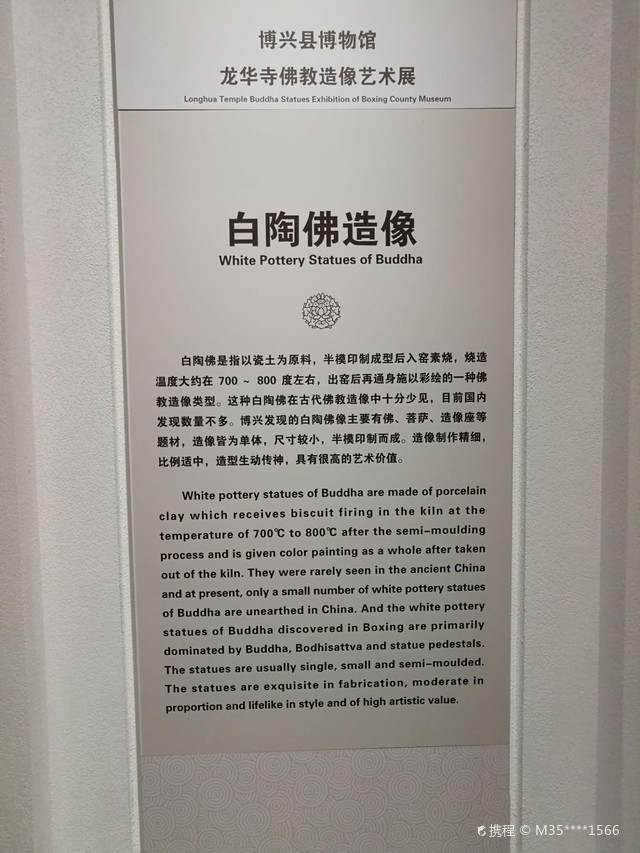 博兴县博物馆
龙华寺佛教造像艺术展
Longhua Temple Buddha Statues Exhibition of Boxing County Museum
白陶佛造像
White Pottery Statues of Buddha
白陶佛是指以瓷土为原料，半模印制成型后入窑素烧，烧造
温度大约在 700 ~ 800 度左右，出窑后再通身施以彩绘的一种佛
教造像类型。这种白陶佛在古代佛教造像中十分少见，目前国内
发现数量不多。博兴发现的白陶佛像主要有佛、菩萨、造像座等
题材，造像皆为单体，尺寸较小，半模印制而成。造像制作精细，
比例适中，造型生动传神，具有很高的艺术价值。
White pottery statues of Buddha are made of porcelain
clay which receives biscuit firing in the kiln at the
temperature of 700℃ to 800℃ after the semi-moulding
process and is given color painting as a whole after taken
out of the kiln. They were rarely seen in the ancient China
and at present, only a small number of white pottery statues
of Buddha are unearthed in China. And the white pottery
statues of Buddha discovered in Boxing are primarily
dominated by Buddha, Bodhisattva and statue pedestals.
The statues are usually single, small and semi-moulded.
The statues are exquisite in fabrication, moderate in
proportion and lifelike in style and of high artistic value.
携程 © M35****1566